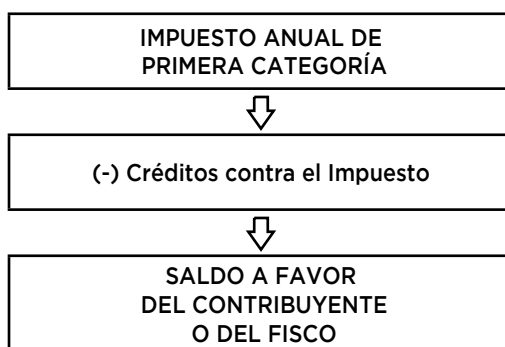 IMPUESTO ANUAL DE
PRIMERA CATEGORÍA
(-) Créditos contra el Impuesto
SALDO A FAVOR
DEL CONTRIBUYENTE
O DEL FISCO